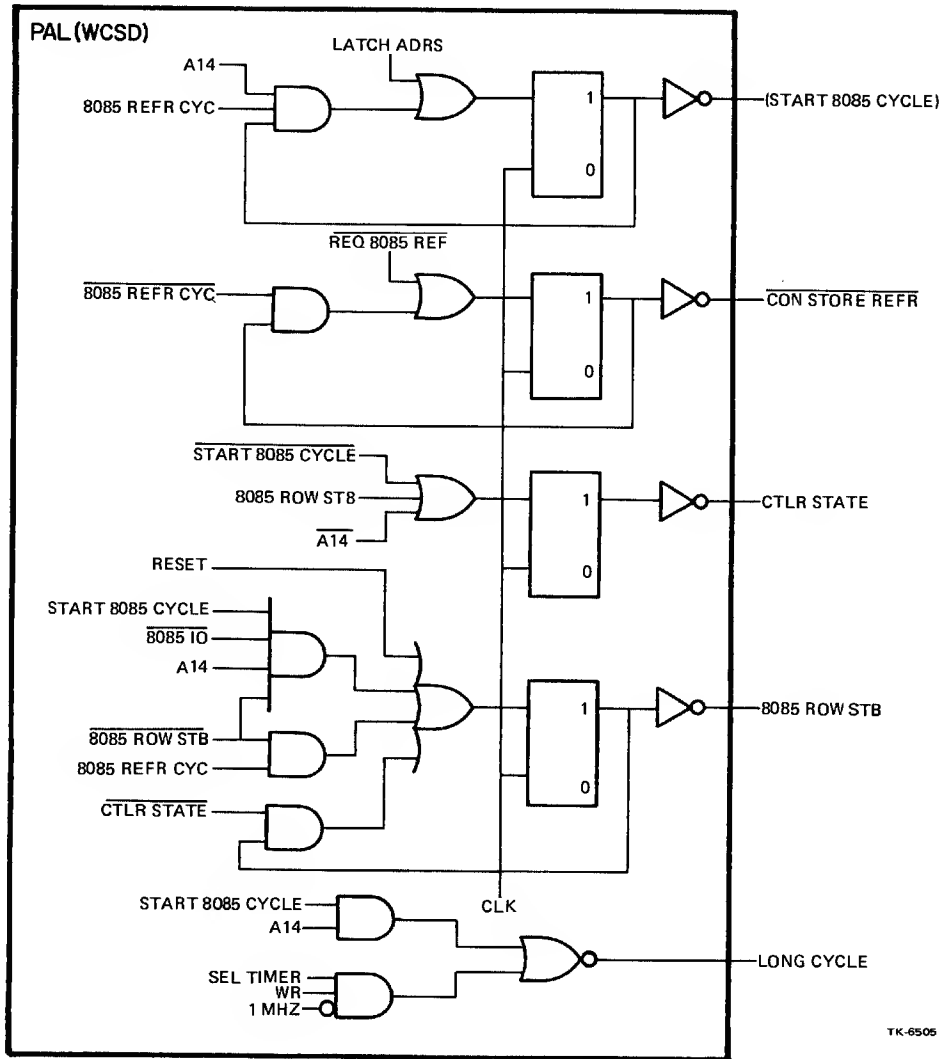 PAL (WCSD)
LATCH ADRS
A14
8085 REFR CYC
1
0
(START 8085 CYCLE)
REQ 8085 REF
8085 REFR CYC
1
0
CON STORE REFR
START 8085 CYCLE
8085 ROW ST8
A14
1
0
CTLR STATE
RESET
START 8085 CYCLE
8085 IO
A14
8085 ROW STB
8085 REFR CYC
CTLR STATE
1
0
8085 ROW STB
CLK
START 8085 CYCLE
A14
SEL TIMER
WR
1 MHZ
LONG CYCLE
TK-6505